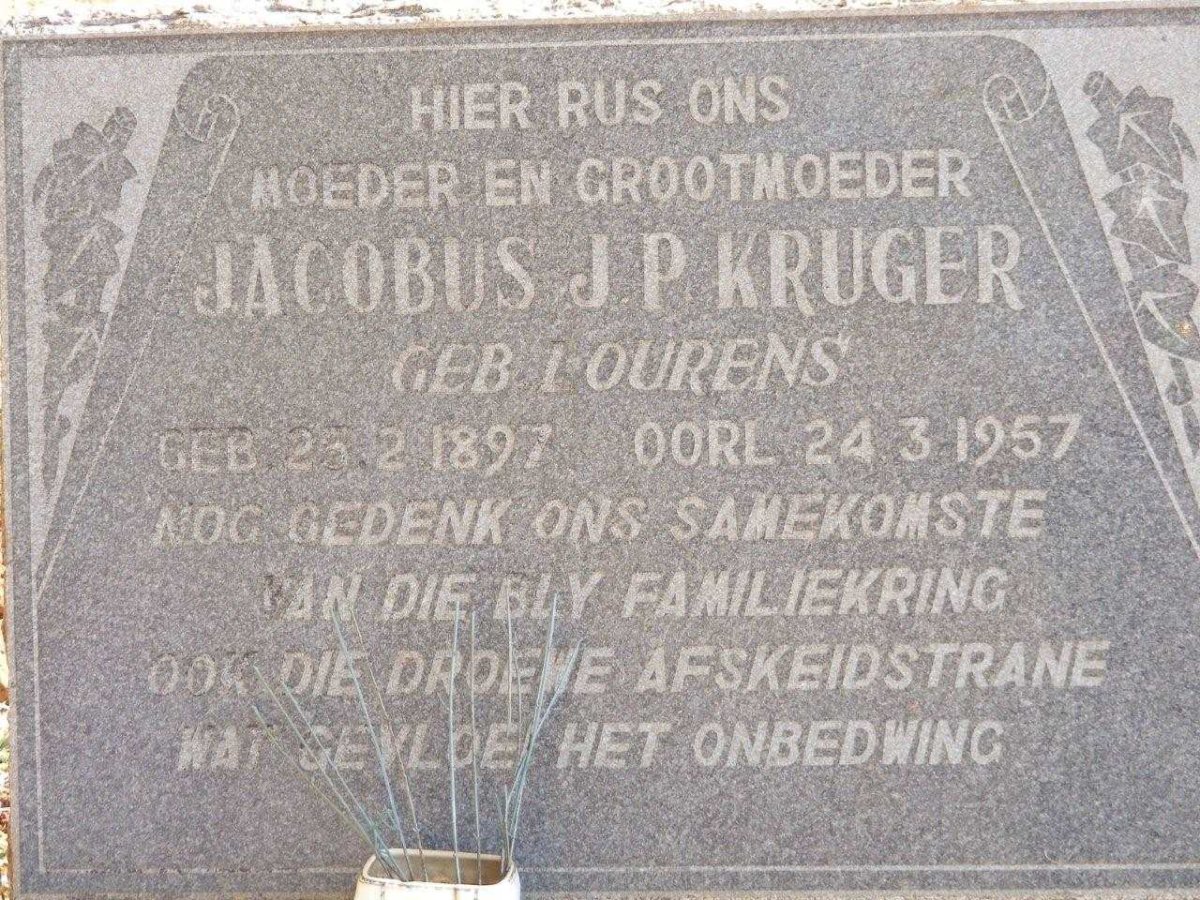 HIER RUS ONS
MOEDER EN GROOTMOEDER
JACOBUS J.P. KRUGER
GEB. LOURENS
GEB. 25.2.1897 OORL. 24.3.1957
NOG GEDENK ONS SAMEKOMSTE
VAN DIE BLY FAMILIEKRING
OOK DIE DROEWE AFSKEIDSTRANE
WAT GEVLOEI HET ONBEDWING